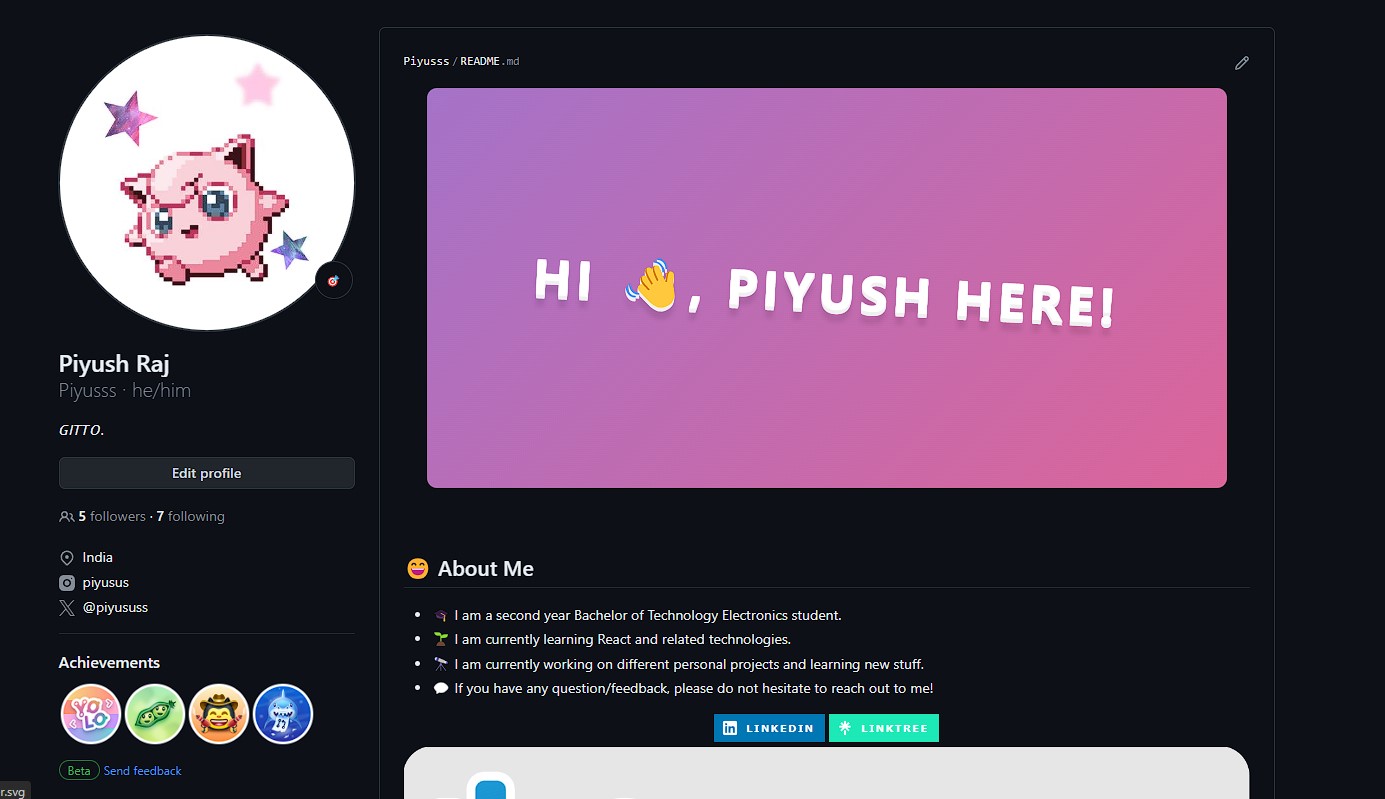 Piyusss / README.md
HI 👋, PIYUSH HERE!
Piyush Raj
Piyusss · he/him
GITTO.
Edit profile
5 followers · 7 following
India
piyusus
@piyususs
Achievements
YOLO
Beta Send feedback
r.svg
😄 About Me
• 🎓 I am a second year Bachelor of Technology Electronics student.
• 🌱 I am currently learning React and related technologies.
• 🔭 I am currently working on different personal projects and learning new stuff.
• 💬 If you have any question/feedback, please do not hesitate to reach out to me!
LINKEDIN LINKTREE